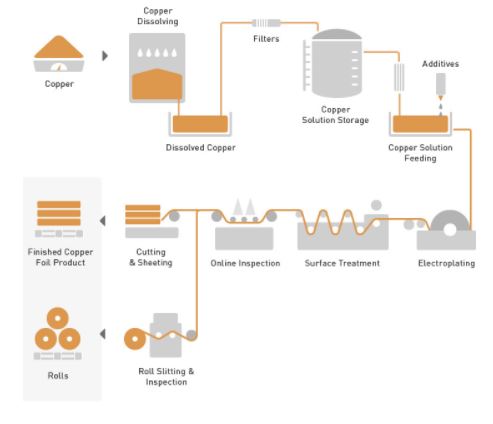 Copper
Dissolving
Filters
Additives
Copper
Copper
Solution Storage
Dissolved Copper
Copper Solution
Feeding
Finished Copper
Foil Product
Cutting
& Sheeting
Online Inspection
Surface Treatment
Electroplating
Rolls
Roll Slitting &
Inspection